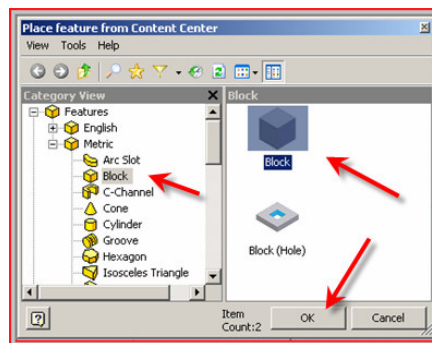 Place feature from Content Center
View Tools Help
Category View
Block
Features
English
Metric
Arc Slot
Block
C-Channel
Cone
Cylinder
Groove
Hexagon
Isosceles Triangle
Block
Block (Hole)
Item
Count:2
OK
Cancel